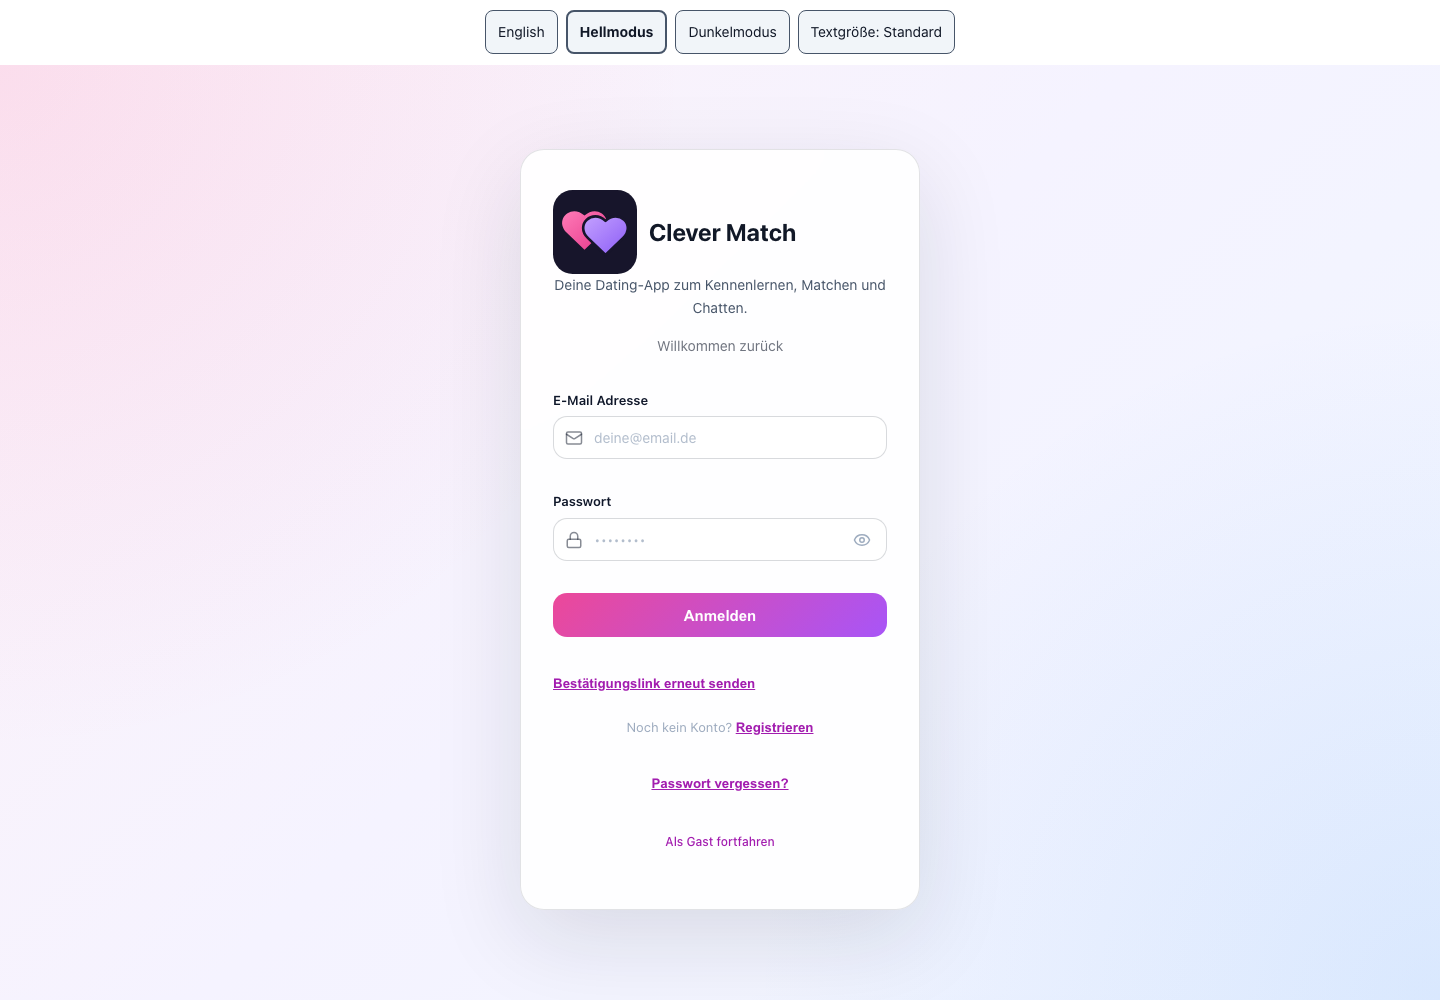 English
Hellmodus
Dunkelmodus
Textgröße: Standard
Clever Match
Deine Dating-App zum Kennenlernen, Matchen und
Chatten.
Willkommen zurück
E-Mail Adresse
deine@email.de
Passwort
••••••••
Anmelden
Bestätigungslink erneut senden
Noch kein Konto? Registrieren
Passwort vergessen?
Als Gast fortfahren